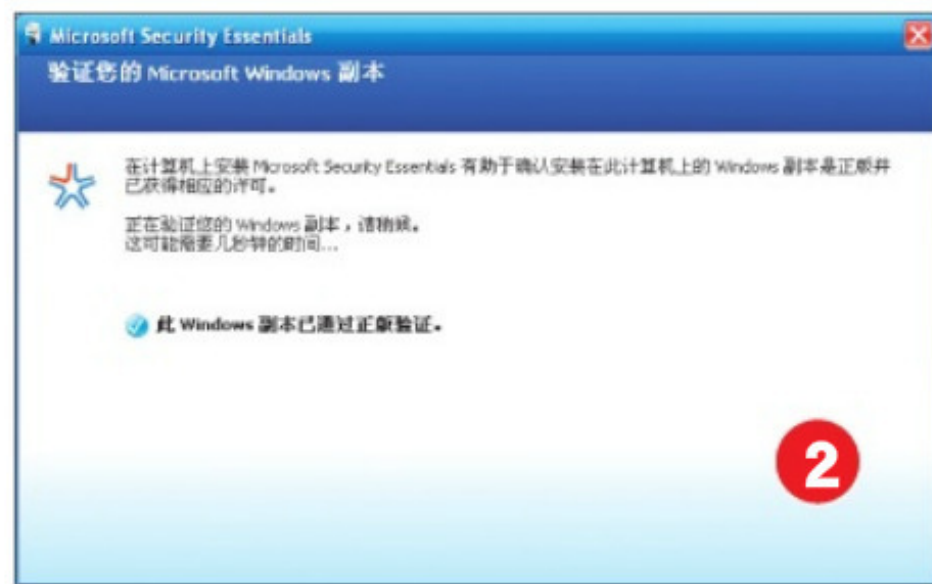 Microsoft Security Essentials
验证您的 Microsoft Windows 副本
在计算机上安装 Microsoft Security Essentials 有助于确认安装在此计算机上的 Windows 副本是正版并
已获得相应的许可。
正在验证您的 Windows 副本，请稍候。
这可能需要几秒钟的时间...
此 Windows 副本已通过正版验证。
2